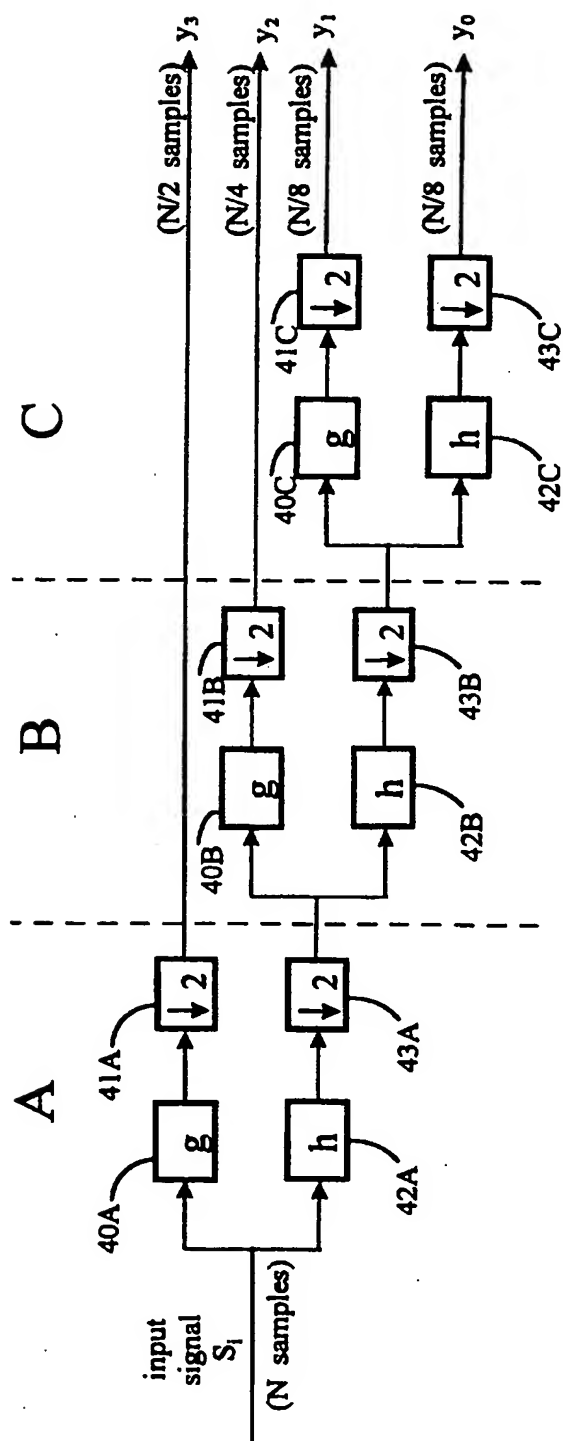 A
B
C
input
signal
Si
(N samples)
40A
g
41A
↓2
42A
h
43A
↓2
40B
g
41B
↓2
42B
h
43B
↓2
40C
g
41C
↓2
42C
h
43C
↓2
(N/2 samples)
y3
(N/4 samples)
y2
(N/8 samples)
y1
(N/8 samples)
y0